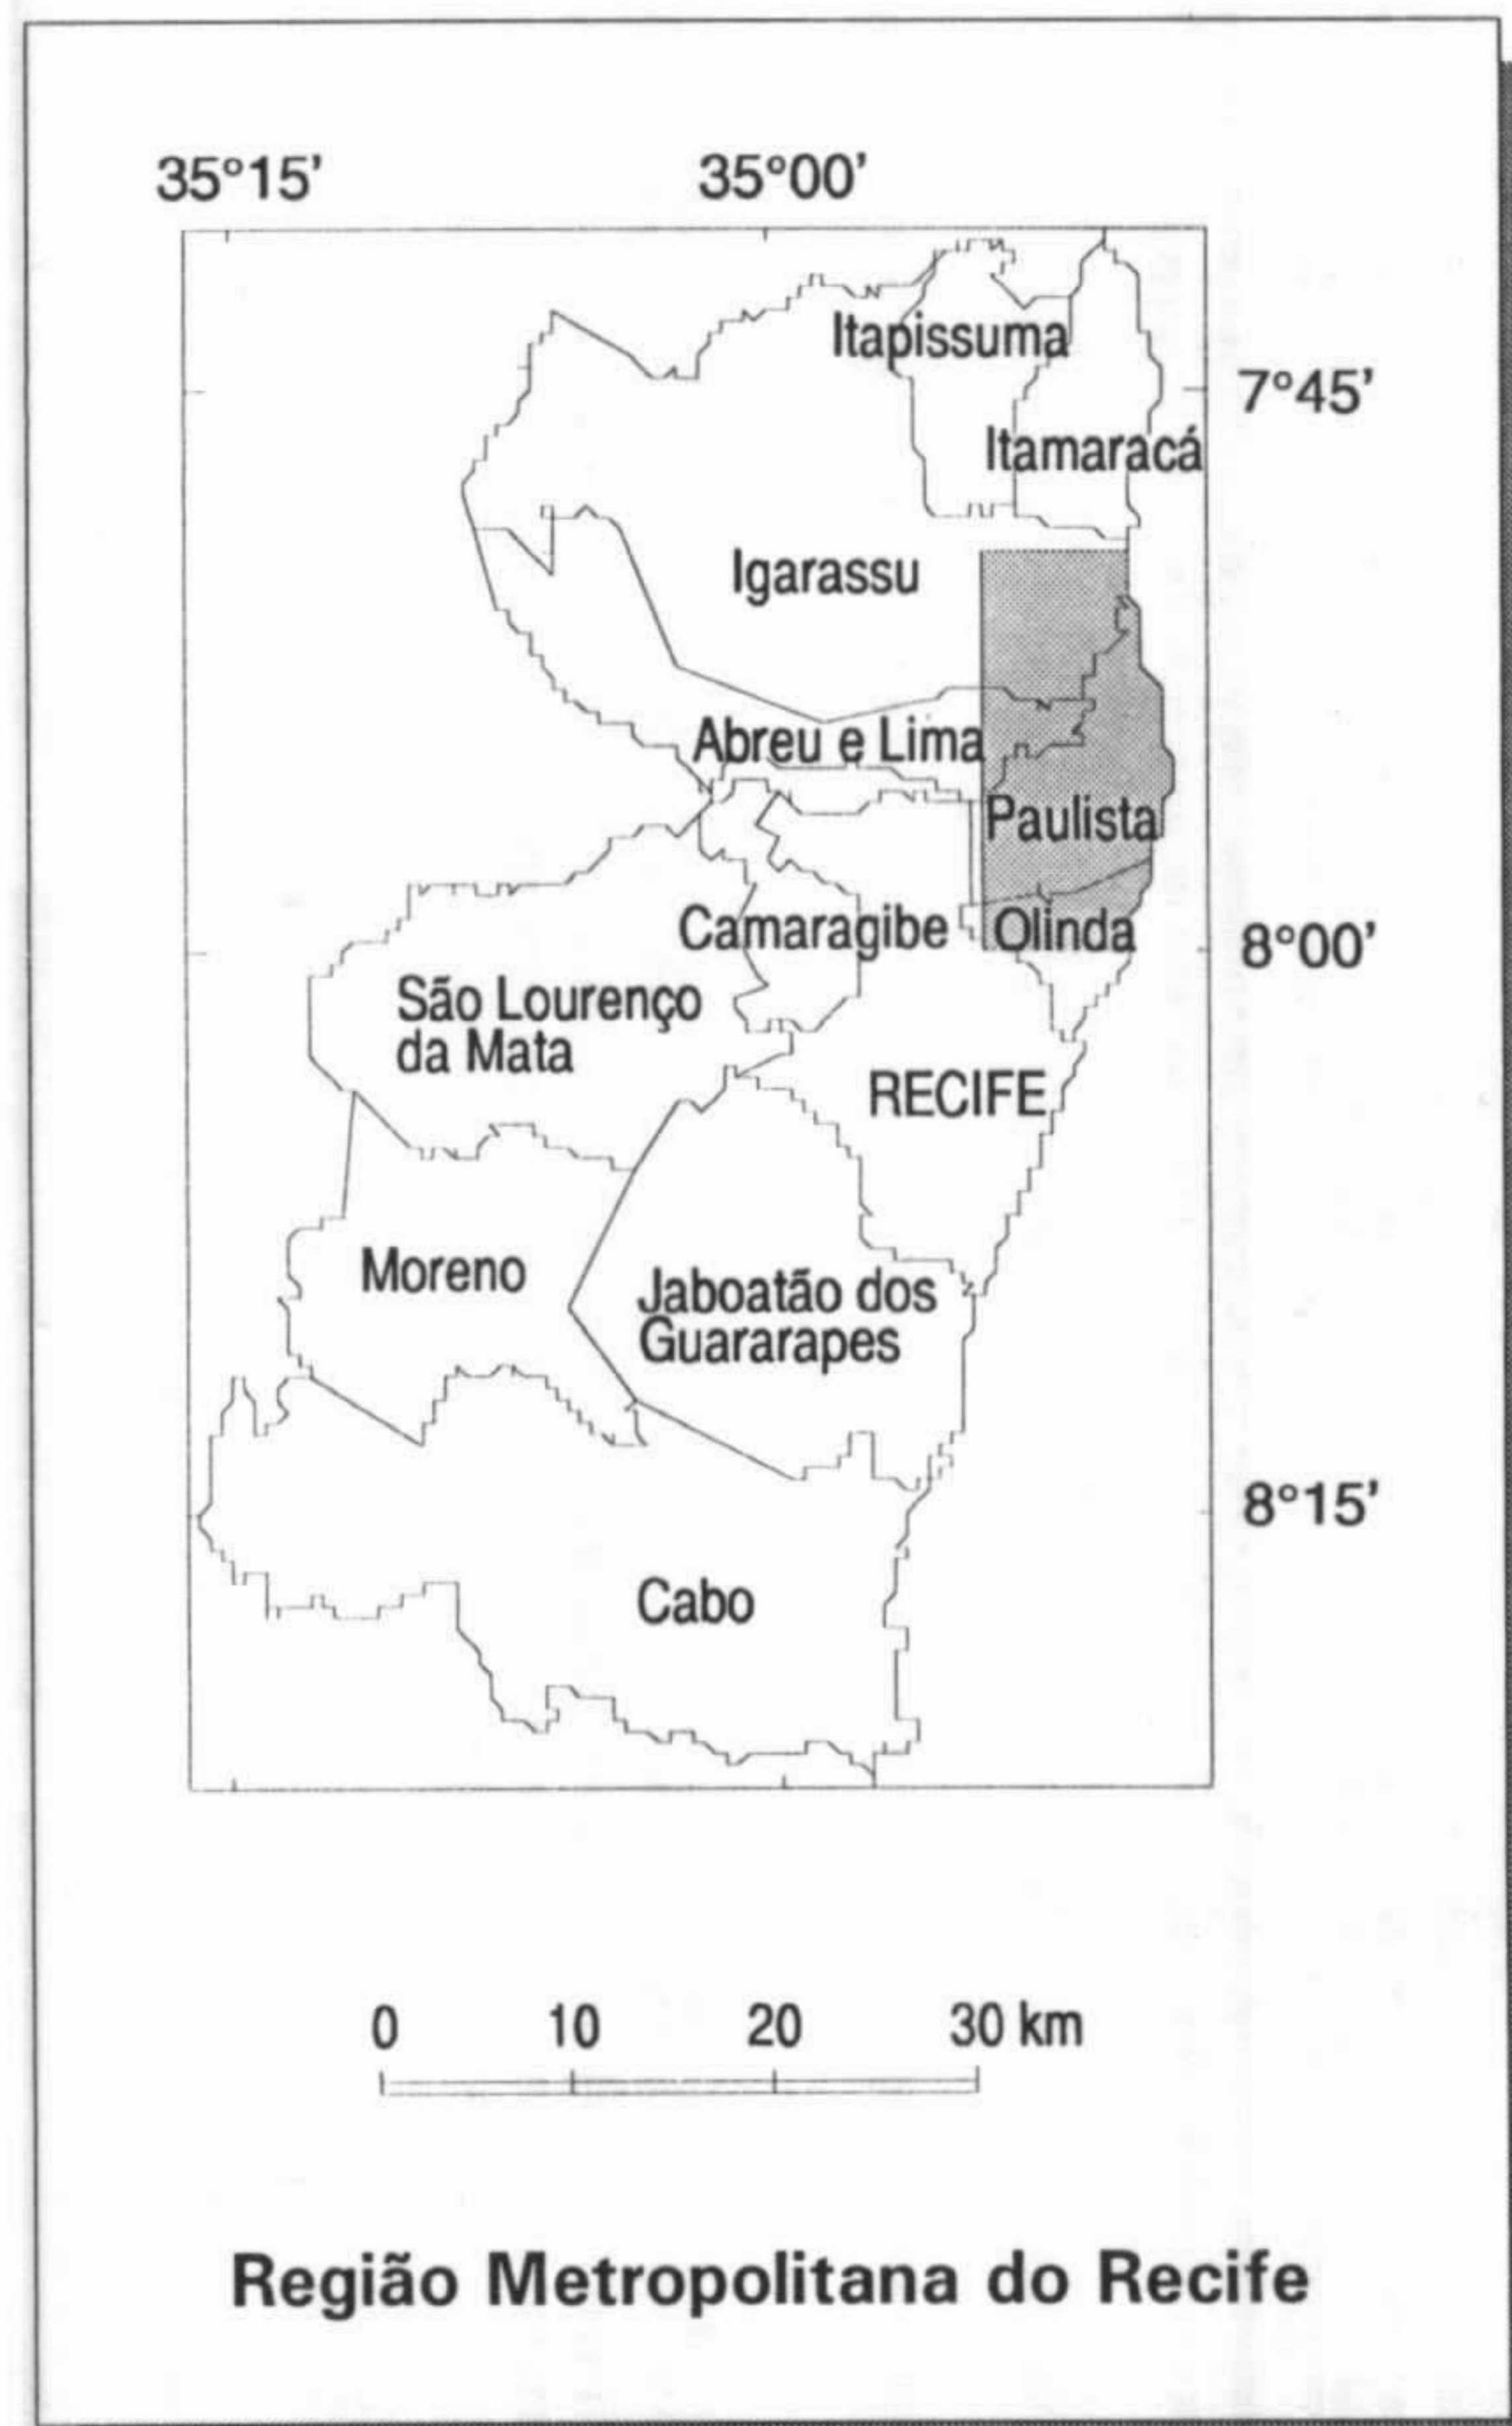 35°15' 35°00'
Itapissuma
7°45'
Itamaracá
Igarassu
Abreu e Lima
Paulista
Camaragibe
Olinda
8°00'
São Lourenço
da Mata
RECIFE
Moreno
Jaboatão dos
Guararapes
8°15'
Cabo
0 10 20 30 km
Região Metropolitana do Recife